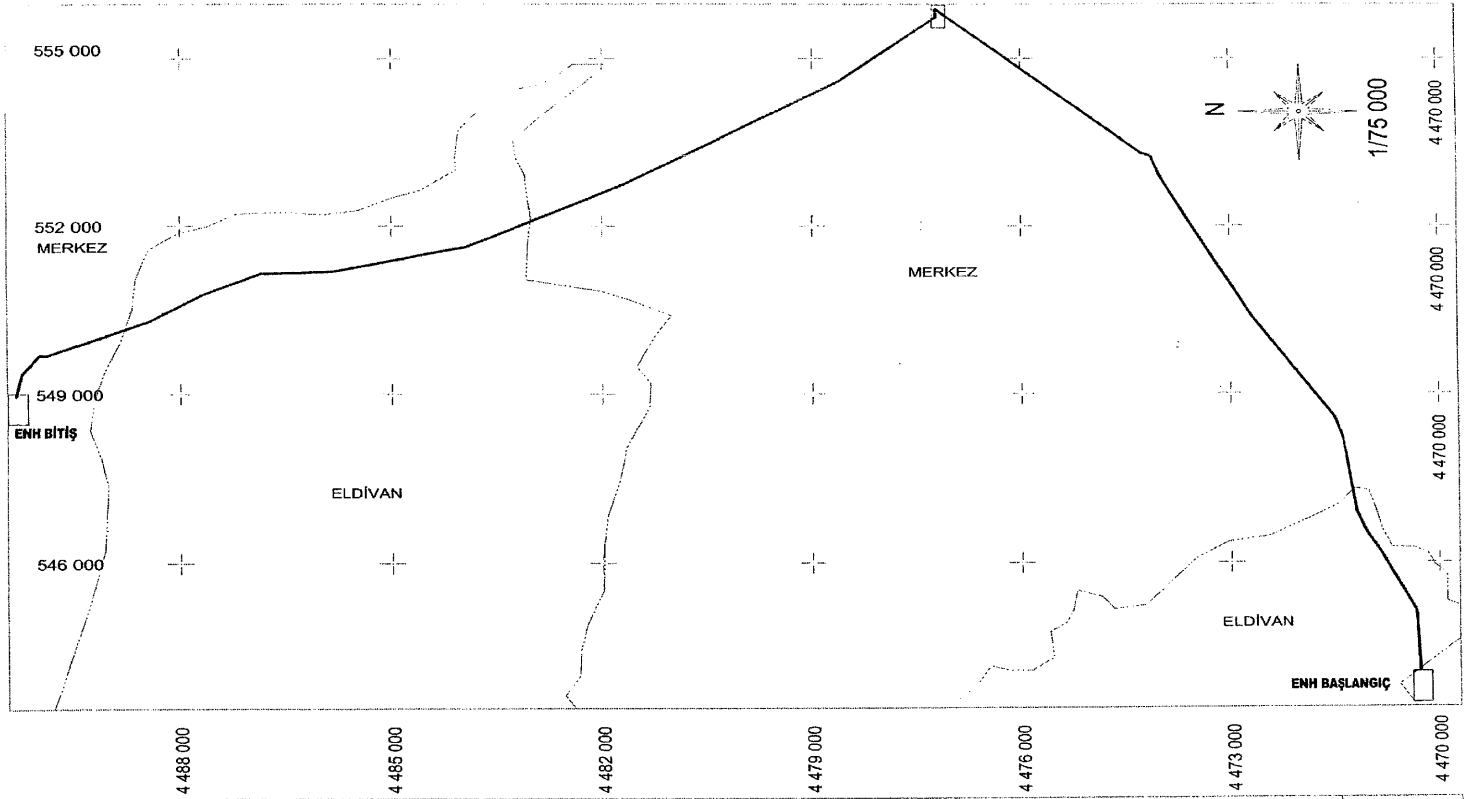 555 000
N
1/75 000
4 470 000
552 000
MERKEZ
MERKEZ
4 470 000
549 000
ENH BİTİŞ
4 470 000
ELDİVAN
546 000
ELDİVAN
ENH BAŞLANGIÇ
4 488 000
4 485 000
4 482 000
4 479 000
4 476 000
4 473 000
4 470 000